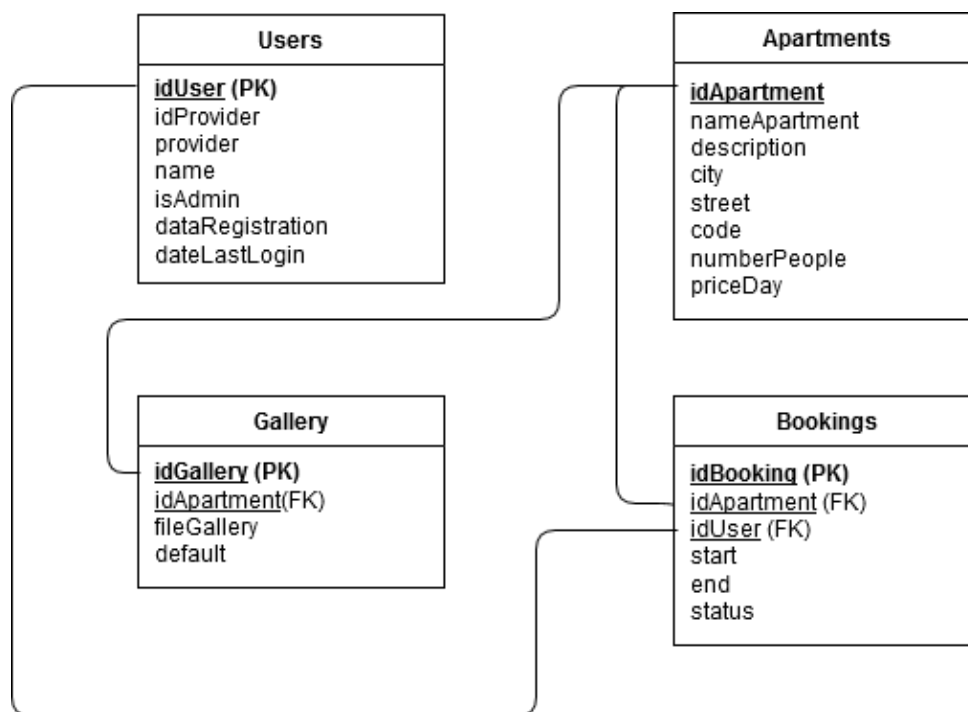 Users
idUser (PK)
idProvider
provider
name
isAdmin
dataRegistration
dateLastLogin
Apartments
idApartment
nameApartment
description
city
street
code
numberPeople
priceDay
Gallery
idGallery (PK)
idApartment(FK)
fileGallery
default
Bookings
idBooking (PK)
idApartment (FK)
idUser (FK)
start
end
status